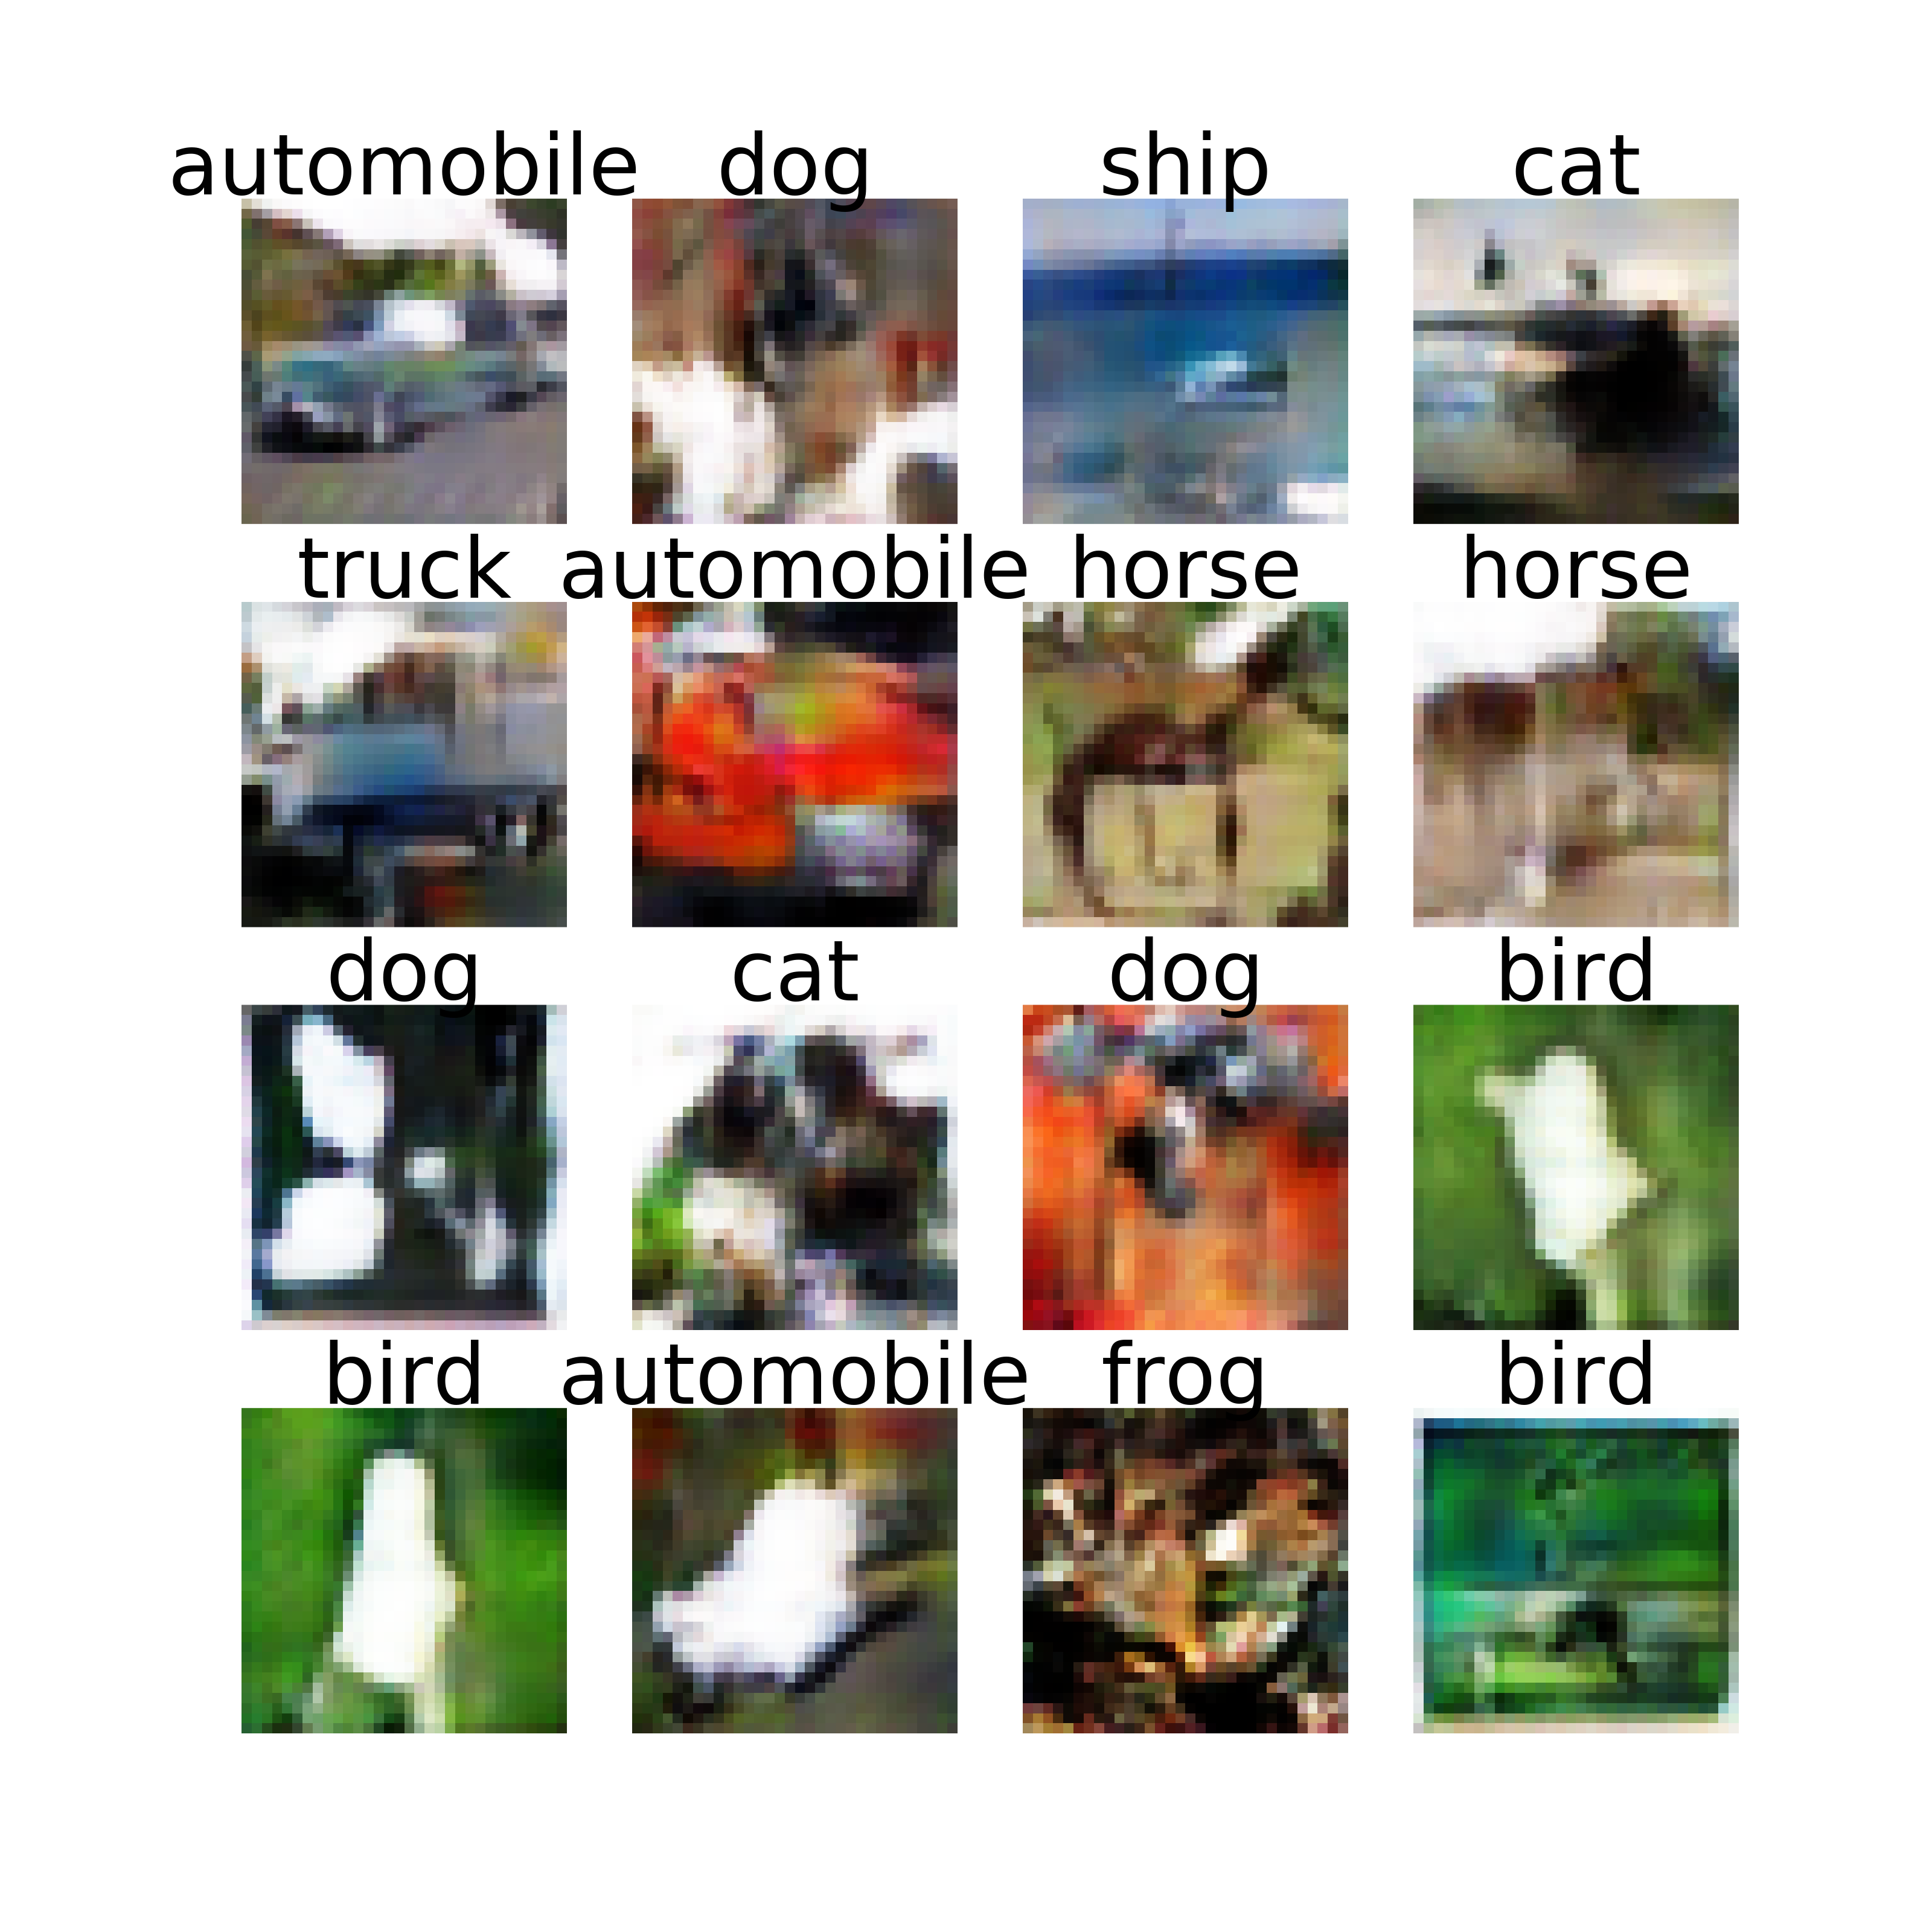 automobile dog ship cat
truck automobile horse horse
dog cat dog bird
bird automobile frog bird